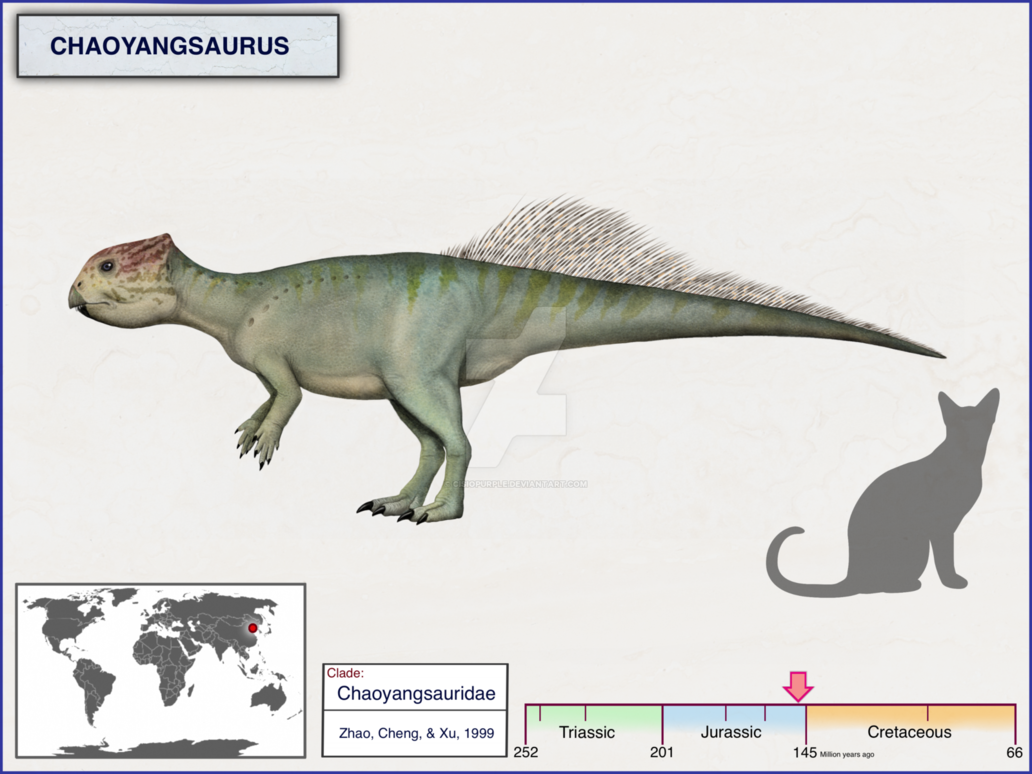 CHAOYANGSAURUS
Clade:
Chaoyangsauridae
Zhao, Cheng, & Xu, 1999
Triassic
Jurassic
Cretaceous
252
201
145 Million years ago
66